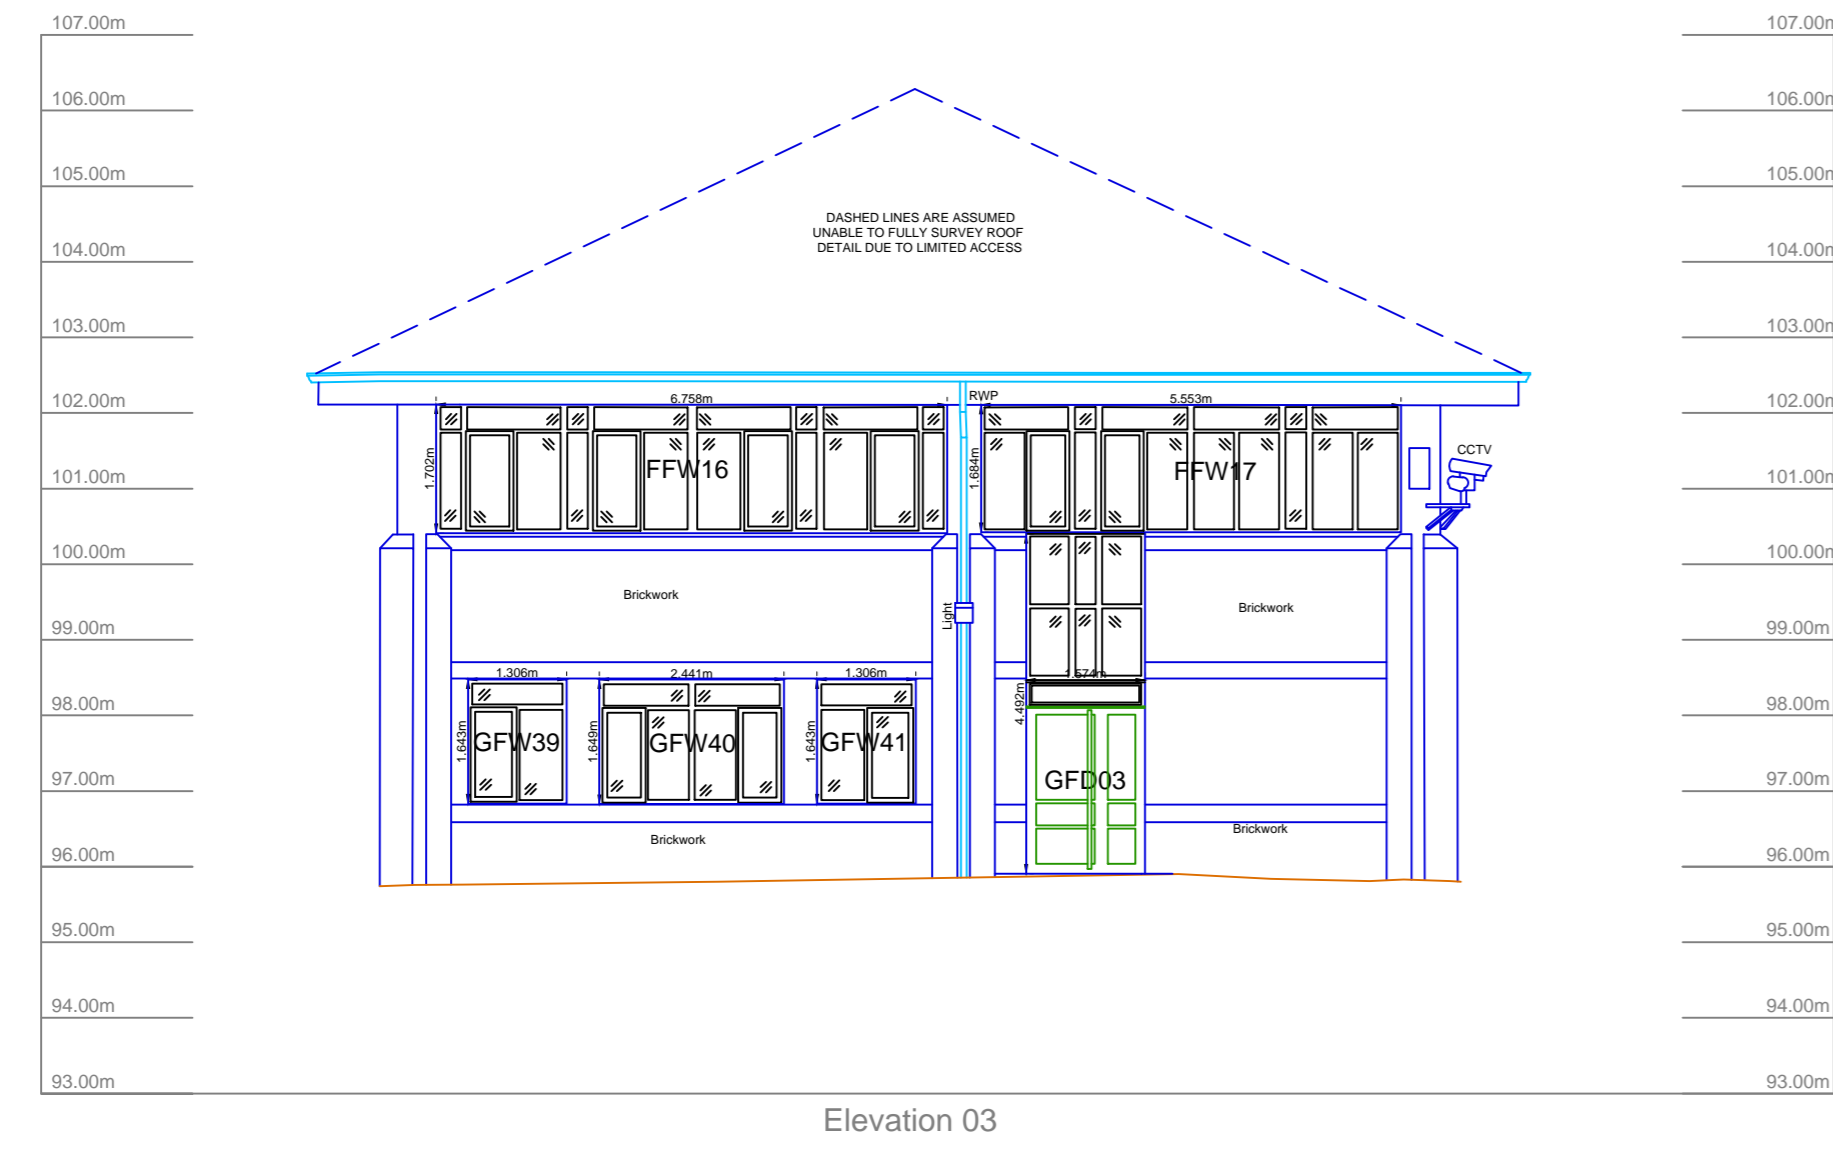 107.00m 107.00m
106.00m 106.00m
105.00m 105.00m
DASHED LINES ARE ASSUMED
UNABLE TO FULLY SURVEY ROOF
DETAIL DUE TO LIMITED ACCESS
104.00m 104.00m
103.00m 103.00m
102.00m 102.00m
6.758m RWP 5.553m
1.702m FFW16 1.684m FFW17 CCTV
101.00m 101.00m
100.00m 100.00m
Brickwork Brickwork
Light
99.00m 99.00m
1.306m 2.441m 1.306m 1.574m
98.00m 4.492m 98.00m
1.643m GFW39 1.649m GFW40 1.643m GFW41
97.00m GFD03 97.00m
Brickwork Brickwork
96.00m 96.00m
95.00m 95.00m
94.00m 94.00m
93.00m 93.00m
Elevation 03